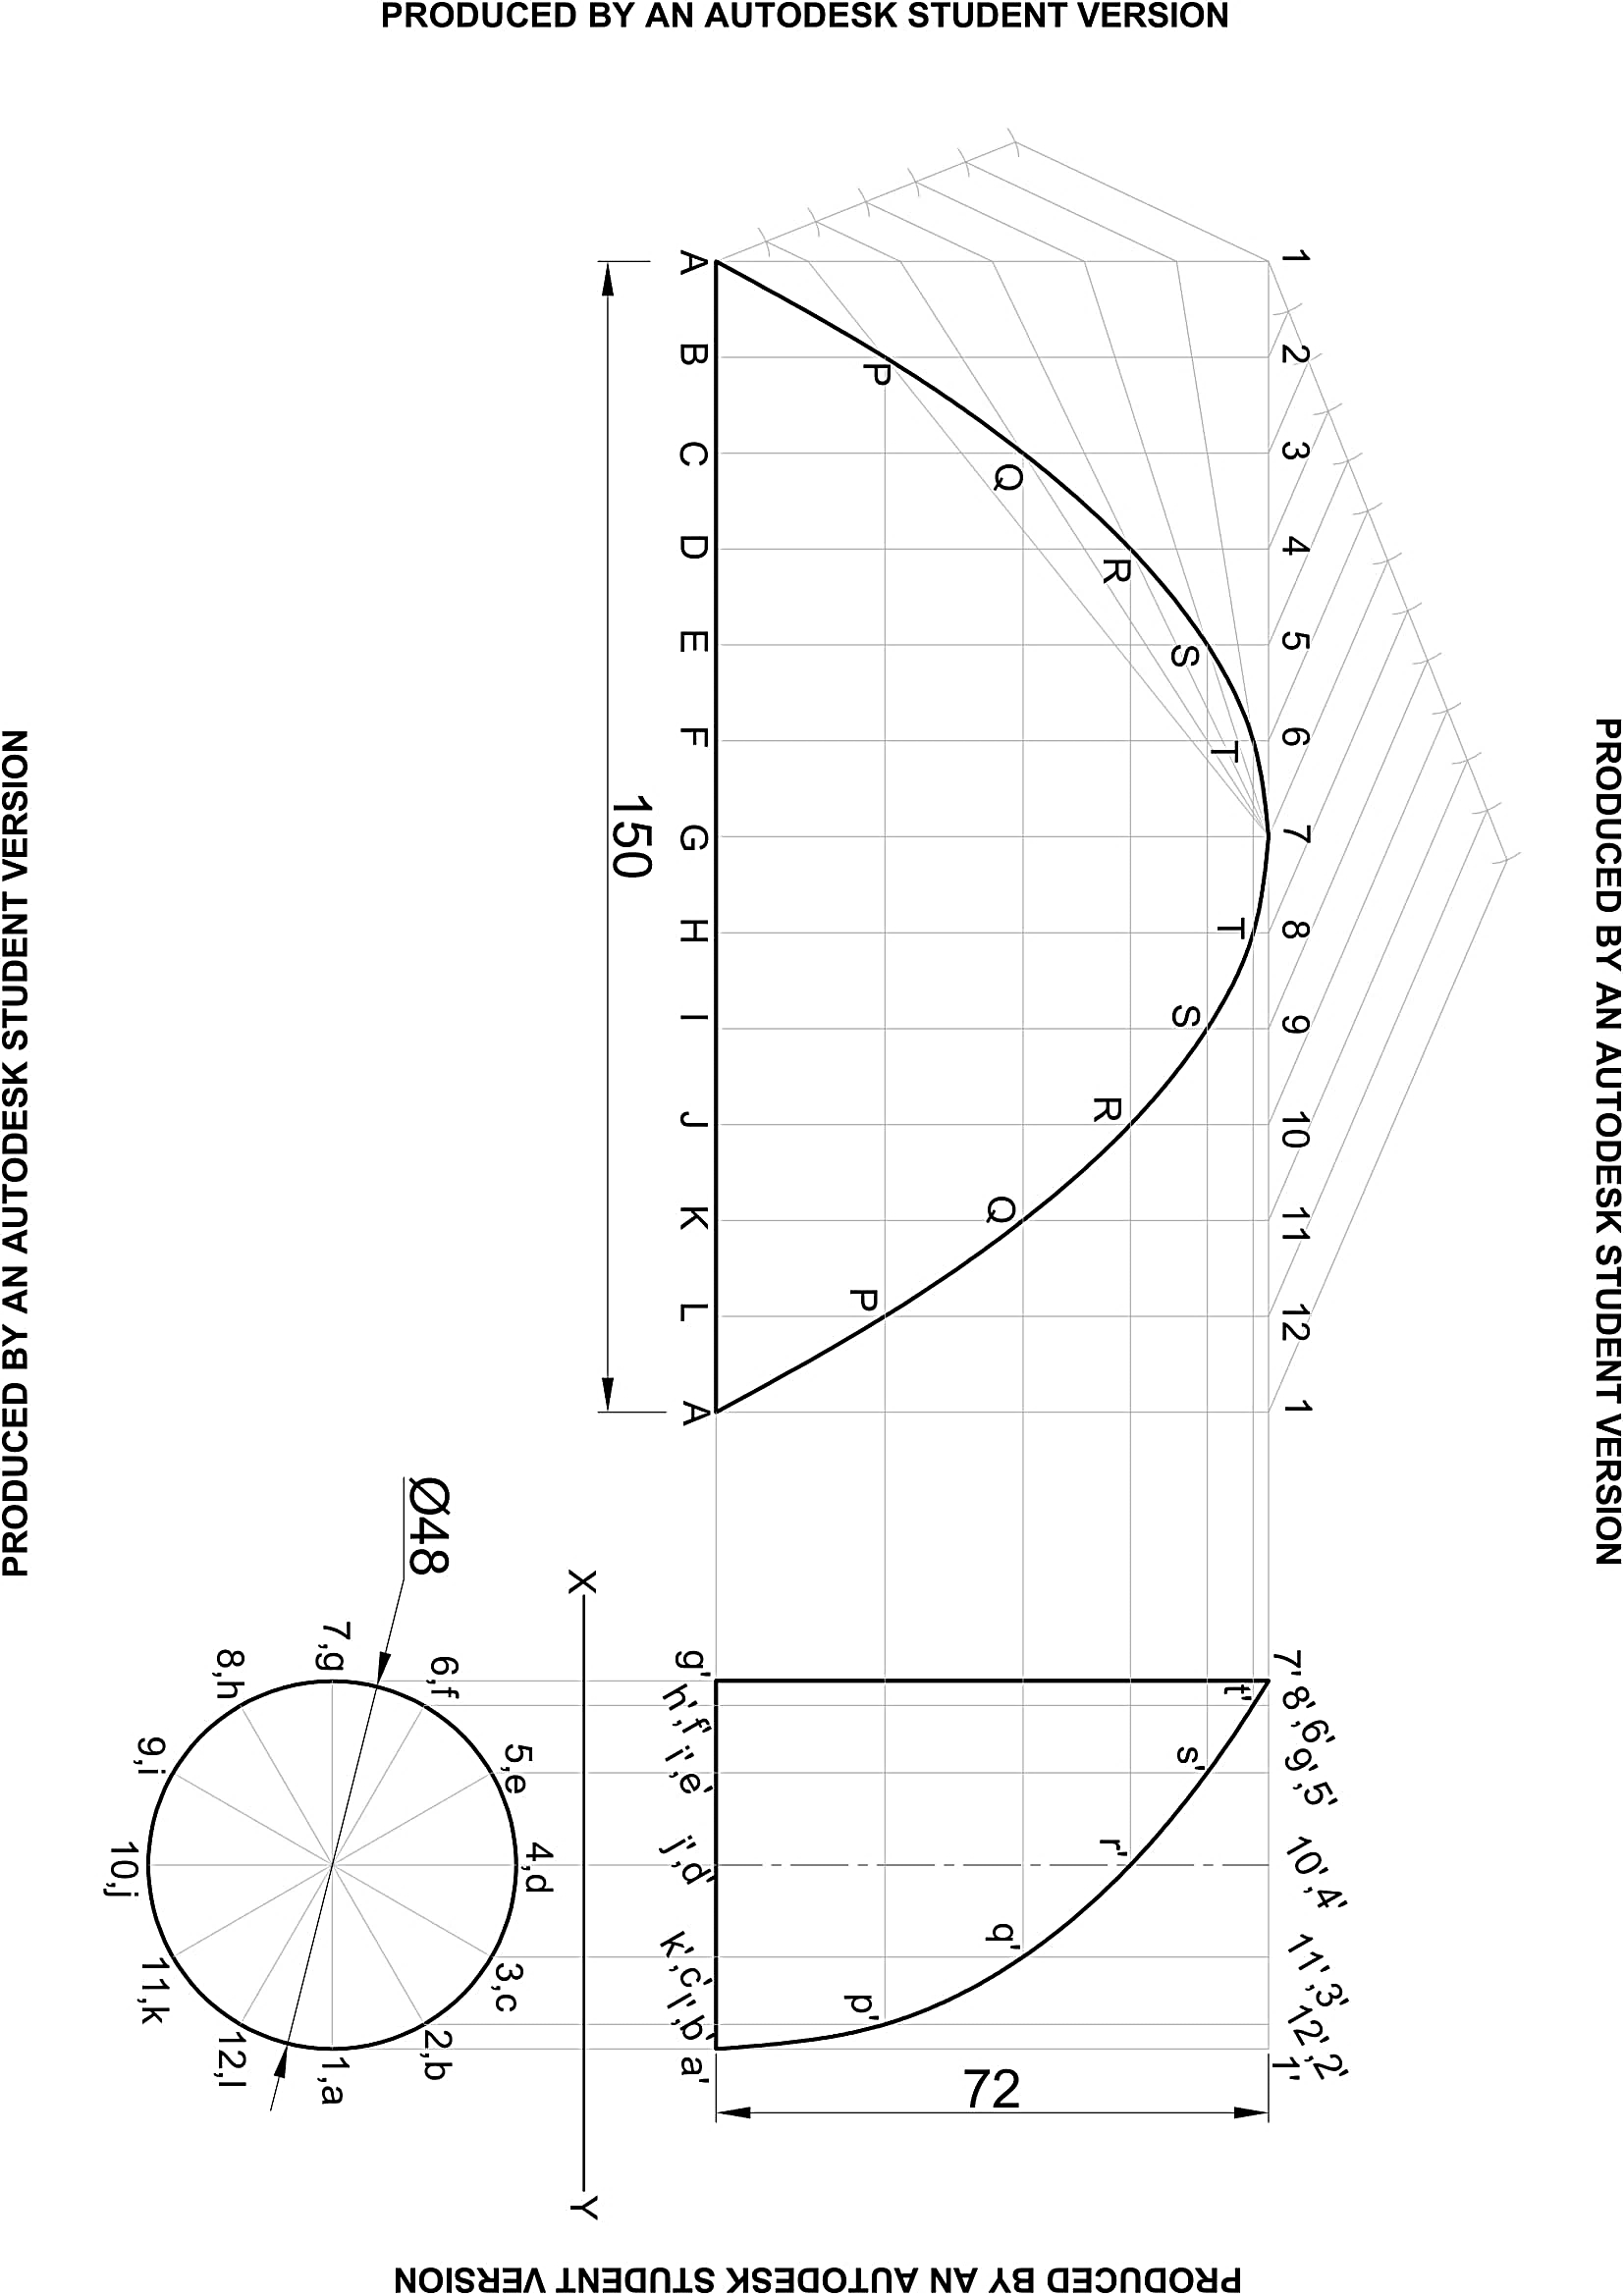 PRODUCED BY AN AUTODESK STUDENT VERSION
PRODUCED BY AN AUTODESK STUDENT VERSION
PRODUCED BY AN AUTODESK STUDENT VERSION
PRODUCED BY AN AUTODESK STUDENT VERSION
1 2 3 4 5 6 7 8 9 10 11 12 1
T T
S S
R R
Q Q
P P
A B C D E F G H I J K L A
150
7' 8',6' 9',5' 10',4' 11',3' 12',2' 1'
t'
s'
r'
q'
p'
72
g' h',f' i',e' j',d' k',c' l',b' a'
X Y
Ø48
4,d
5,e 3,c
6,f 2,b
7,g 1,a
8,h 12,l
9,i 11,k
10,j